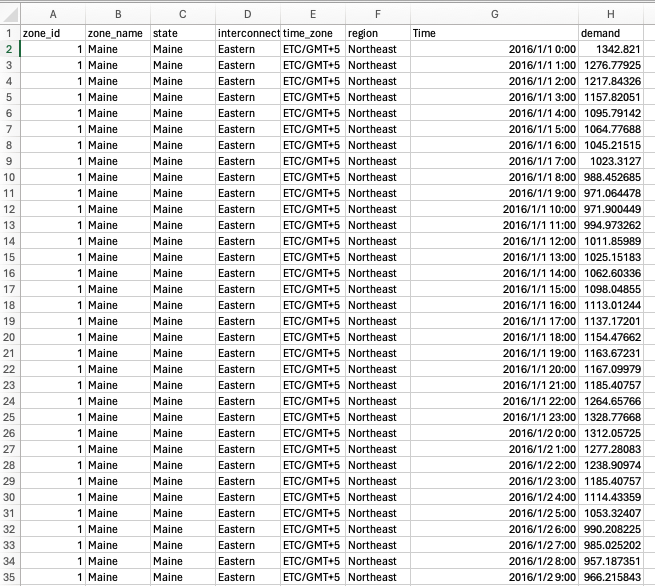 A B C D E F G H
1 zone_id zone_name state interconnect time_zone region Time demand
2 1 Maine Maine Eastern ETC/GMT+5 Northeast 2016/1/1 0:00 1342.821
3 1 Maine Maine Eastern ETC/GMT+5 Northeast 2016/1/1 1:00 1276.77925
4 1 Maine Maine Eastern ETC/GMT+5 Northeast 2016/1/1 2:00 1217.84326
5 1 Maine Maine Eastern ETC/GMT+5 Northeast 2016/1/1 3:00 1157.82051
6 1 Maine Maine Eastern ETC/GMT+5 Northeast 2016/1/1 4:00 1095.79142
7 1 Maine Maine Eastern ETC/GMT+5 Northeast 2016/1/1 5:00 1064.77688
8 1 Maine Maine Eastern ETC/GMT+5 Northeast 2016/1/1 6:00 1045.21515
9 1 Maine Maine Eastern ETC/GMT+5 Northeast 2016/1/1 7:00 1023.3127
10 1 Maine Maine Eastern ETC/GMT+5 Northeast 2016/1/1 8:00 988.452685
11 1 Maine Maine Eastern ETC/GMT+5 Northeast 2016/1/1 9:00 971.064478
12 1 Maine Maine Eastern ETC/GMT+5 Northeast 2016/1/1 10:00 971.900449
13 1 Maine Maine Eastern ETC/GMT+5 Northeast 2016/1/1 11:00 994.973262
14 1 Maine Maine Eastern ETC/GMT+5 Northeast 2016/1/1 12:00 1011.85989
15 1 Maine Maine Eastern ETC/GMT+5 Northeast 2016/1/1 13:00 1025.15183
16 1 Maine Maine Eastern ETC/GMT+5 Northeast 2016/1/1 14:00 1062.60336
17 1 Maine Maine Eastern ETC/GMT+5 Northeast 2016/1/1 15:00 1098.04855
18 1 Maine Maine Eastern ETC/GMT+5 Northeast 2016/1/1 16:00 1113.01244
19 1 Maine Maine Eastern ETC/GMT+5 Northeast 2016/1/1 17:00 1137.17201
20 1 Maine Maine Eastern ETC/GMT+5 Northeast 2016/1/1 18:00 1154.47662
21 1 Maine Maine Eastern ETC/GMT+5 Northeast 2016/1/1 19:00 1163.67231
22 1 Maine Maine Eastern ETC/GMT+5 Northeast 2016/1/1 20:00 1167.09979
23 1 Maine Maine Eastern ETC/GMT+5 Northeast 2016/1/1 21:00 1185.40757
24 1 Maine Maine Eastern ETC/GMT+5 Northeast 2016/1/1 22:00 1264.65766
25 1 Maine Maine Eastern ETC/GMT+5 Northeast 2016/1/1 23:00 1328.77668
26 1 Maine Maine Eastern ETC/GMT+5 Northeast 2016/1/2 0:00 1312.05725
27 1 Maine Maine Eastern ETC/GMT+5 Northeast 2016/1/2 1:00 1277.28083
28 1 Maine Maine Eastern ETC/GMT+5 Northeast 2016/1/2 2:00 1238.90974
29 1 Maine Maine Eastern ETC/GMT+5 Northeast 2016/1/2 3:00 1185.40757
30 1 Maine Maine Eastern ETC/GMT+5 Northeast 2016/1/2 4:00 1114.43359
31 1 Maine Maine Eastern ETC/GMT+5 Northeast 2016/1/2 5:00 1053.32407
32 1 Maine Maine Eastern ETC/GMT+5 Northeast 2016/1/2 6:00 990.208225
33 1 Maine Maine Eastern ETC/GMT+5 Northeast 2016/1/2 7:00 985.025202
34 1 Maine Maine Eastern ETC/GMT+5 Northeast 2016/1/2 8:00 957.187351
35 1 Maine Maine Eastern ETC/GMT+5 Northeast 2016/1/2 9:00 966.215843